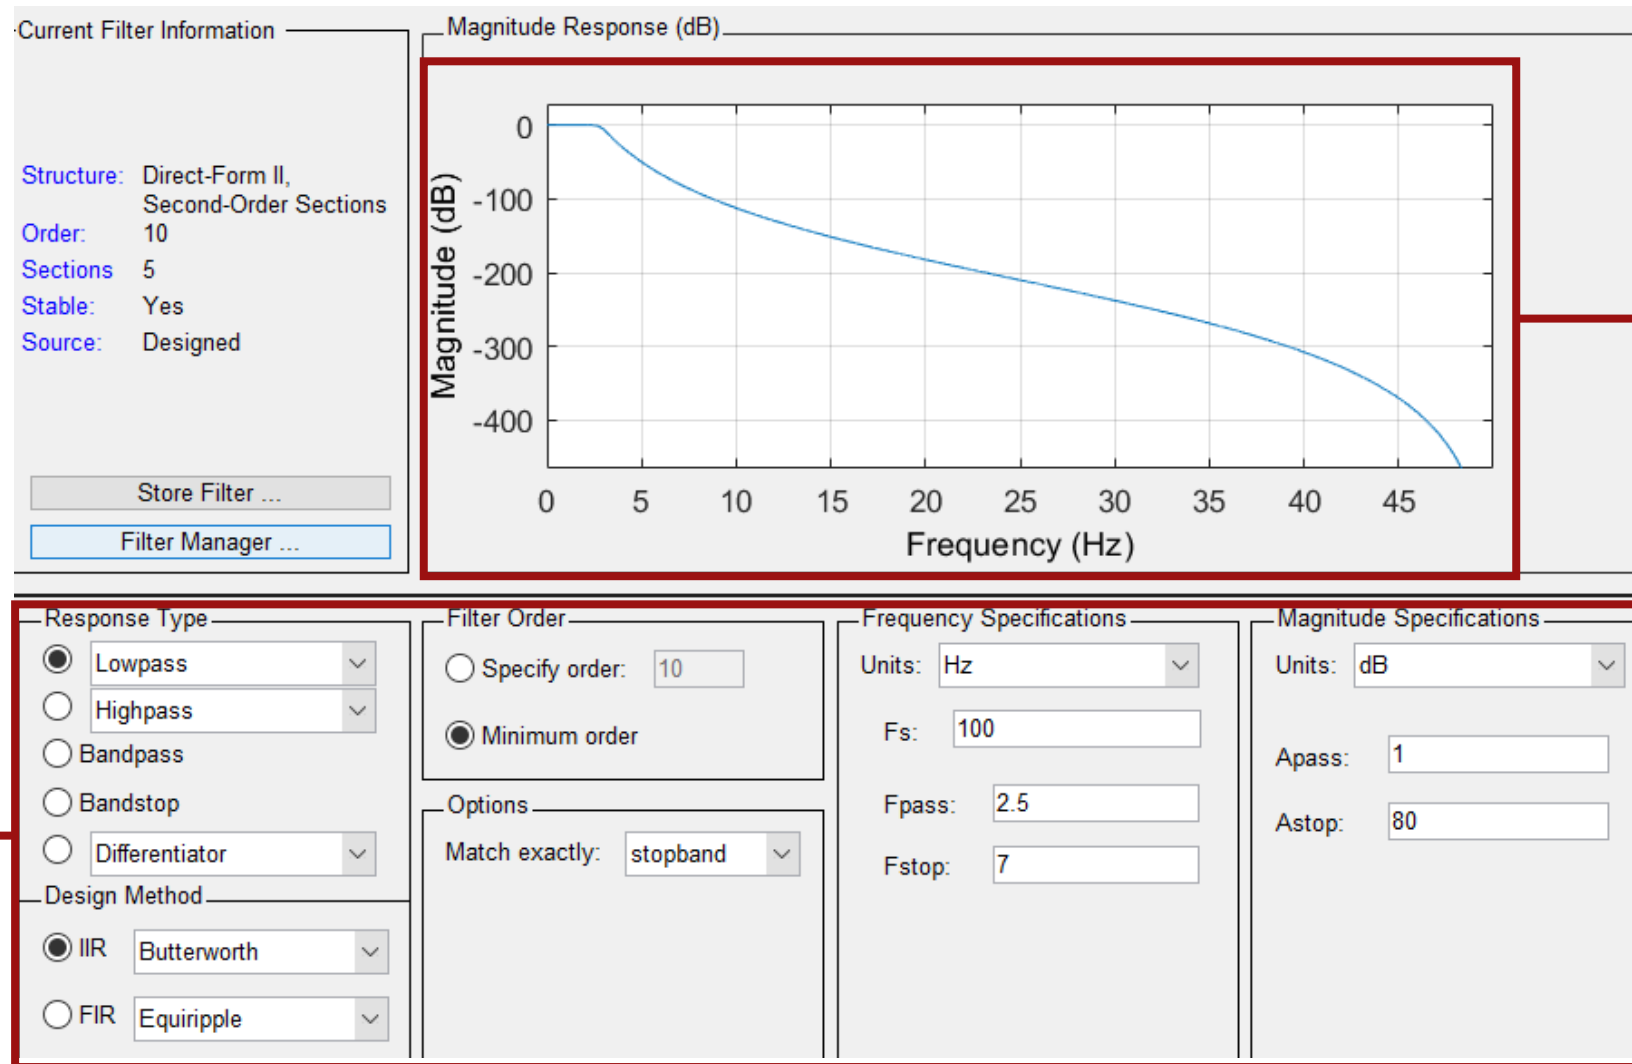 Current Filter Information
Structure: Direct-Form II,
Second-Order Sections
Order: 10
Sections 5
Stable: Yes
Source: Designed
Store Filter ...
Filter Manager ...
Magnitude Response (dB)
Magnitude (dB)
0
-100
-200
-300
-400
0 5 10 15 20 25 30 35 40 45
Frequency (Hz)
Response Type
Lowpass
Highpass
Bandpass
Bandstop
Differentiator
Design Method
IIR Butterworth
FIR Equiripple
Filter Order
Specify order: 10
Minimum order
Options
Match exactly: stopband
Frequency Specifications
Units: Hz
Fs: 100
Fpass: 2.5
Fstop: 7
Magnitude Specifications
Units: dB
Apass: 1
Astop: 80